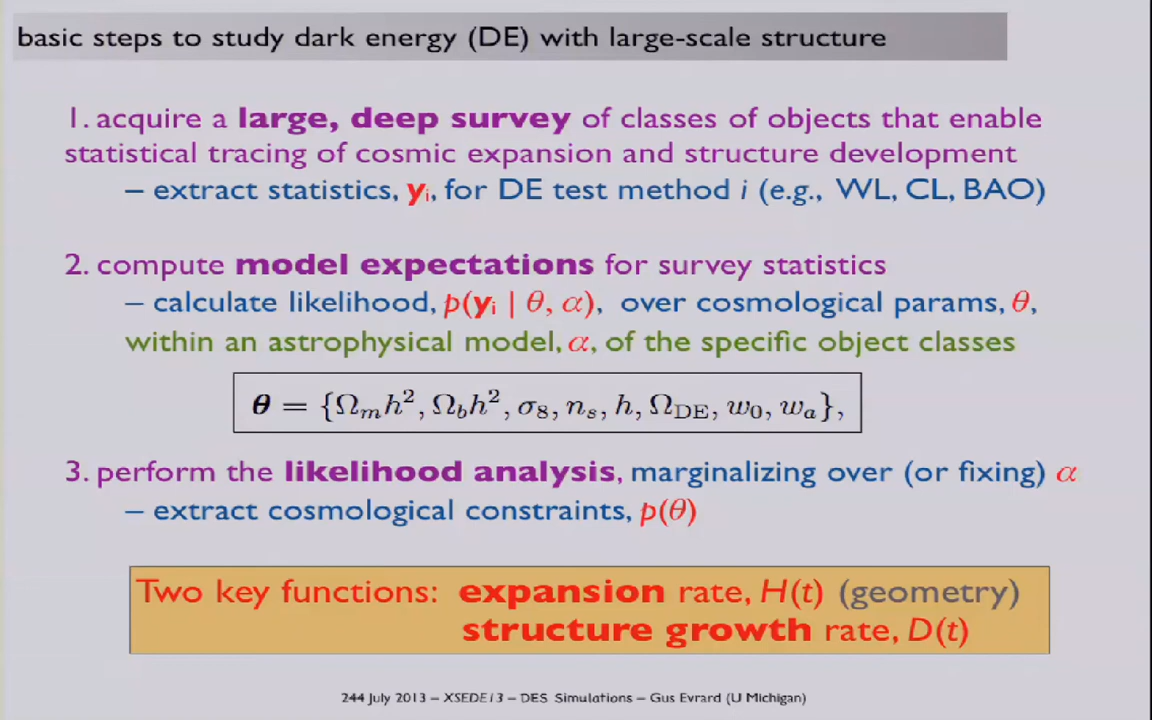 basic steps to study dark energy (DE) with large-scale structure
1. acquire a large, deep survey of classes of objects that enable
statistical tracing of cosmic expansion and structure development
– extract statistics, yᵢ, for DE test method i (e.g., WL, CL, BAO)
2. compute model expectations for survey statistics
– calculate likelihood, p(yᵢ | θ, α), over cosmological params, θ,
within an astrophysical model, α, of the specific object classes
θ = {Ωₘh², Ω_bh², σ₈, nₛ, h, Ω_DE, w₀, wₐ},
3. perform the likelihood analysis, marginalizing over (or fixing) α
– extract cosmological constraints, p(θ)
Two key functions: expansion rate, H(t) (geometry)
structure growth rate, D(t)
244 July 2013 – XSEDE13 – DES Simulations – Gus Evrard (U Michigan)